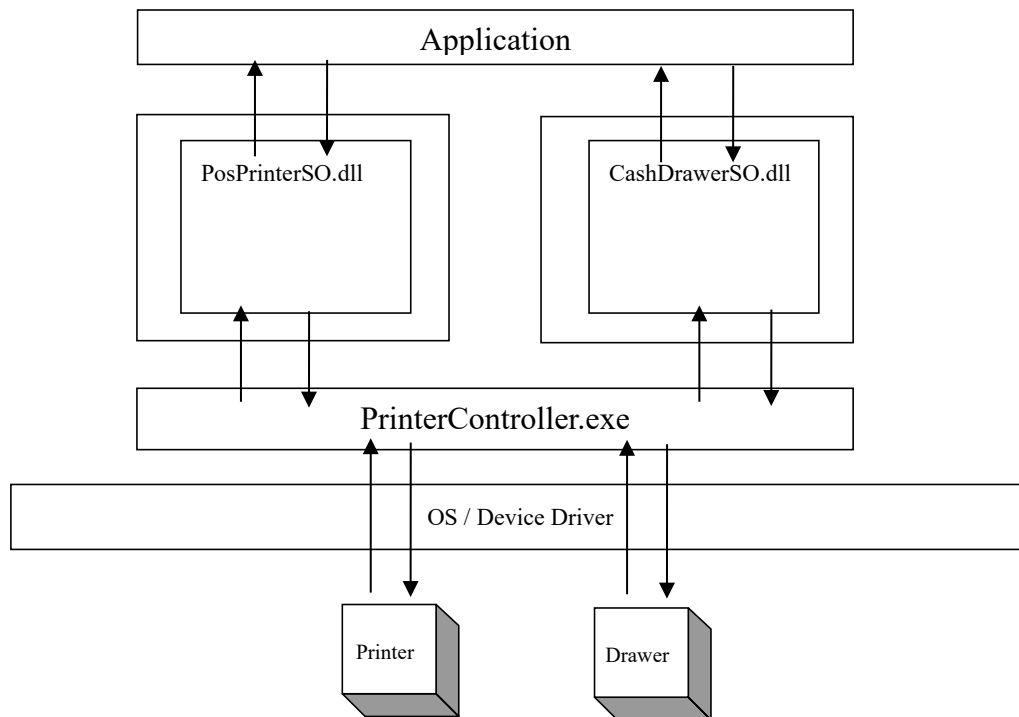 Application
PosPrinterSO.dll
CashDrawerSO.dll
PrinterController.exe
OS / Device Driver
Printer
Drawer